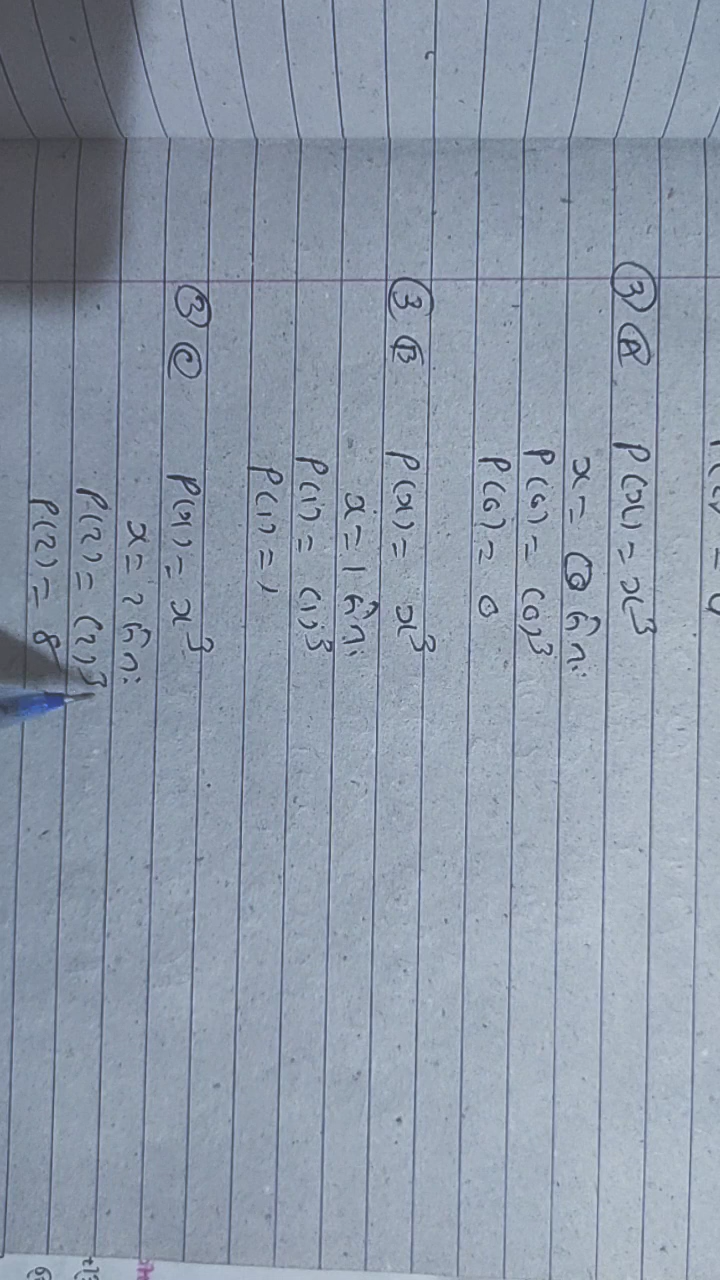 ③ Ⓐ P(x) = x³
x = 0
P(0) = (0)³
P(0) = 0
③ Ⓑ P(x) = x³
x = 1
P(1) = (1)³
P(1) = 1
③ Ⓒ P(x) = x³
x = 2
P(2) = (2)³
P(2) = 8